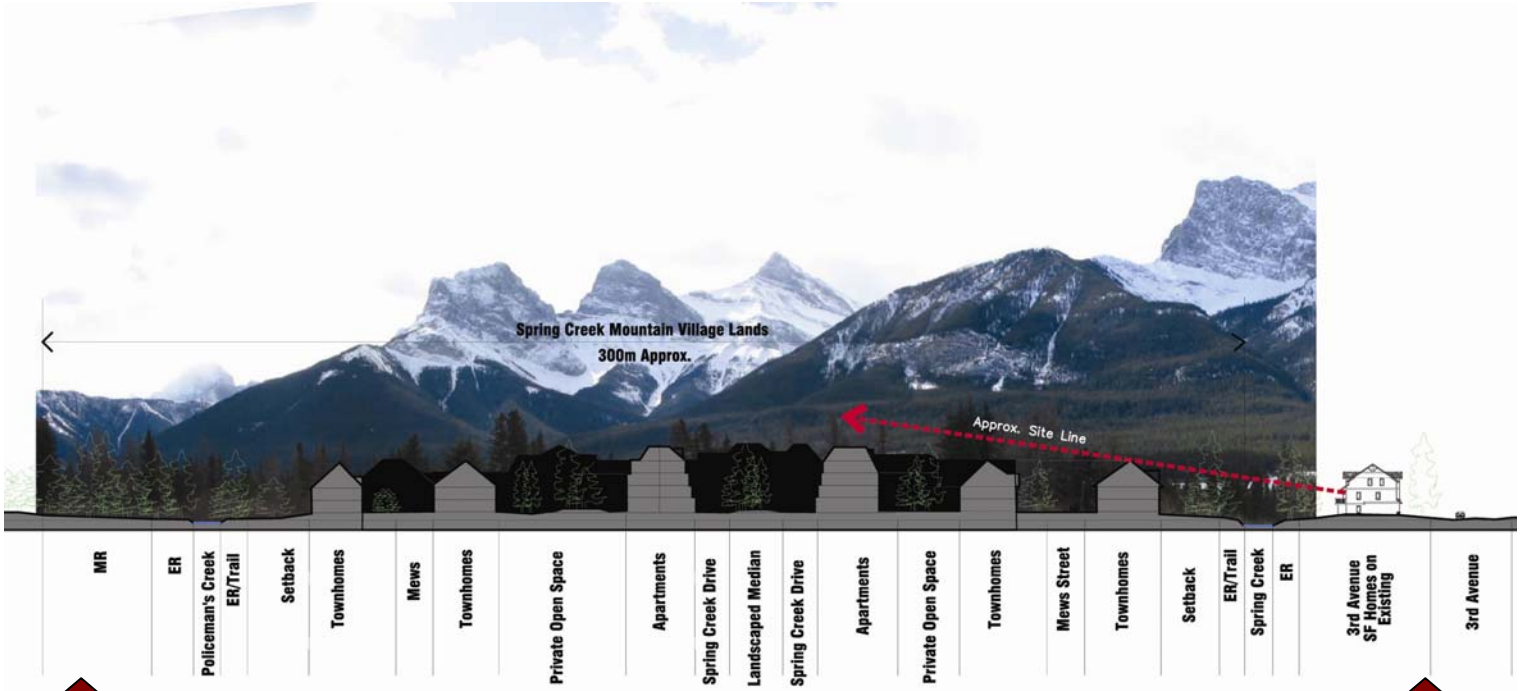 Spring Creek Mountain Village Lands
300m Approx.
Approx. Site Line
MR
ER
Policeman's Creek
ER/Trail
Setback
Townhomes
Mews
Townhomes
Private Open Space
Apartments
Spring Creek Drive
Landscaped Median
Spring Creek Drive
Apartments
Private Open Space
Townhomes
Mews Street
Townhomes
Setback
ER/Trail
Spring Creek
ER
3rd Avenue
SF Homes on
Existing
3rd Avenue